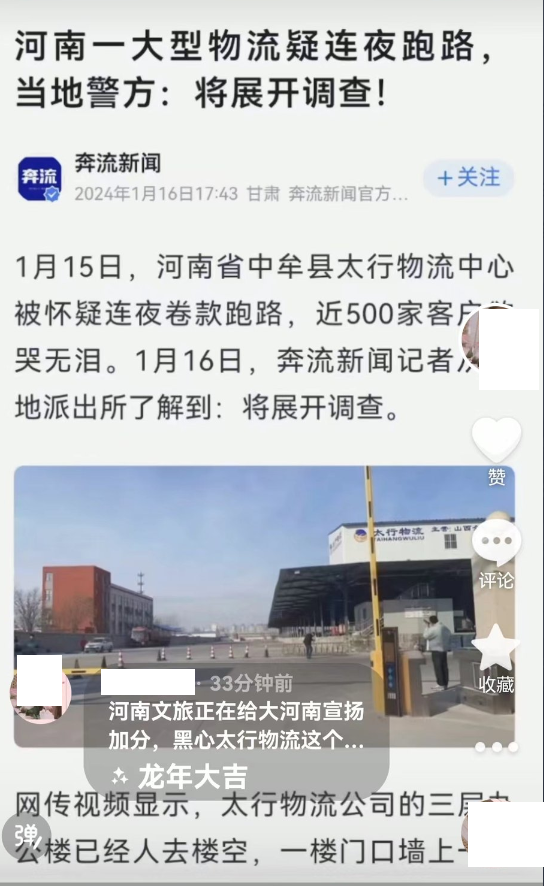 河南一大型物流疑连夜跑路，
当地警方：将展开调查！
奔流
奔流新闻
2024年1月16日17:43 甘肃 奔流新闻官方...
+关注
1月15日，河南省中牟县太行物流中心
被怀疑连夜卷款跑路，近500家客户
哭无泪。1月16日，奔流新闻记者
地派出所了解到：将展开调查。
赞
太行物流
TAIHANGWULIU
主营：山西
评论
收藏
· 33分钟前
河南文旅正在给大河南宣扬
加分，黑心太行物流这个...
龙年大吉
网传视频显示，太行物流公司的三层
弹
公楼已经人去楼空，一楼门口墙上